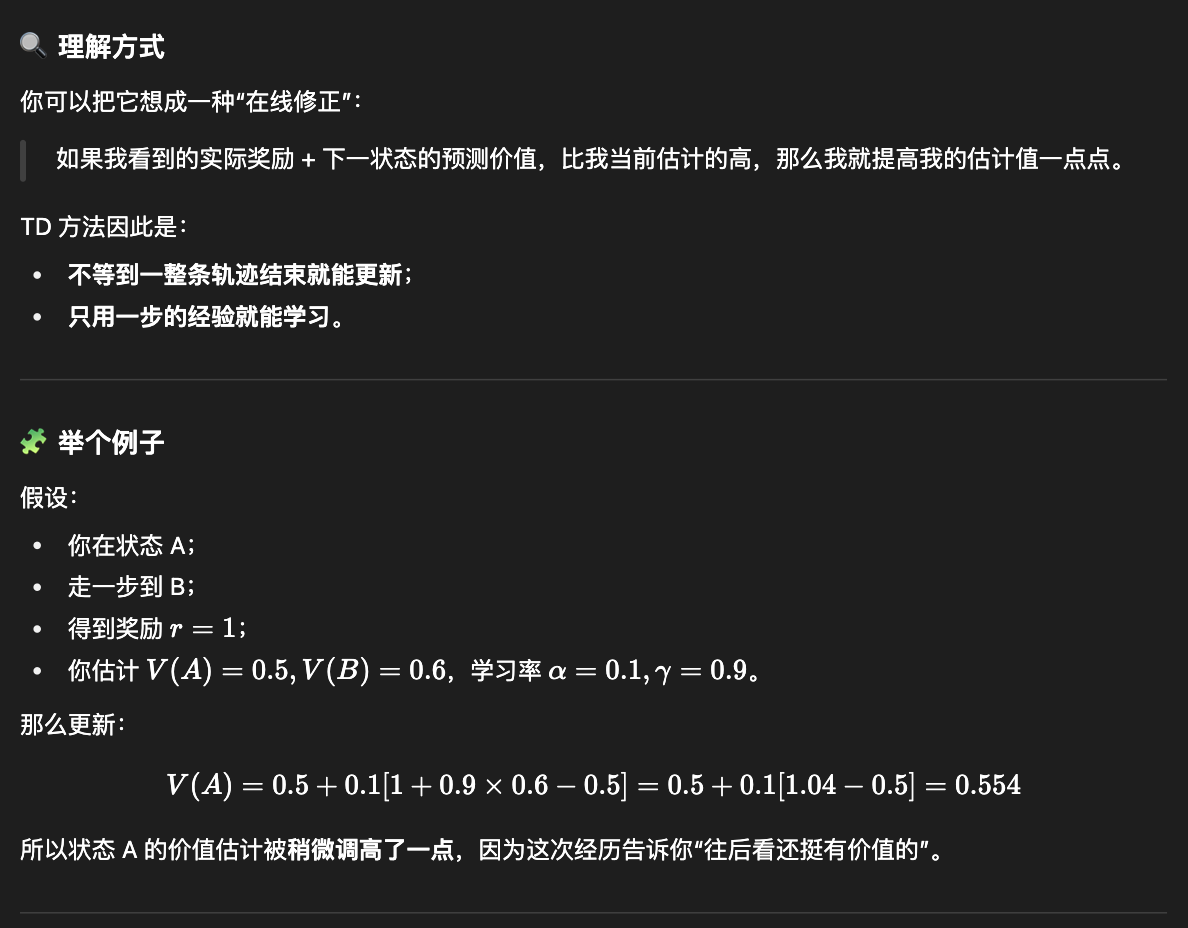 🔍 理解方式
你可以把它想成一种“在线修正”：
如果我看到的实际奖励 + 下一状态的预测价值，比我当前估计的高，那么我就提高我的估计值一点点。
TD 方法因此是：
• 不等到一整条轨迹结束就能更新；
• 只用一步的经验就能学习。
🧩 举个例子
假设：
• 你在状态 A；
• 走一步到 B；
• 得到奖励 r = 1；
• 你估计 V(A) = 0.5, V(B) = 0.6，学习率 α = 0.1, γ = 0.9。
那么更新：
V(A) = 0.5 + 0.1[1 + 0.9 × 0.6 − 0.5] = 0.5 + 0.1[1.04 − 0.5] = 0.554
所以状态 A 的价值估计被稍微调高了一点，因为这次经历告诉你“往后看还挺有价值的”。